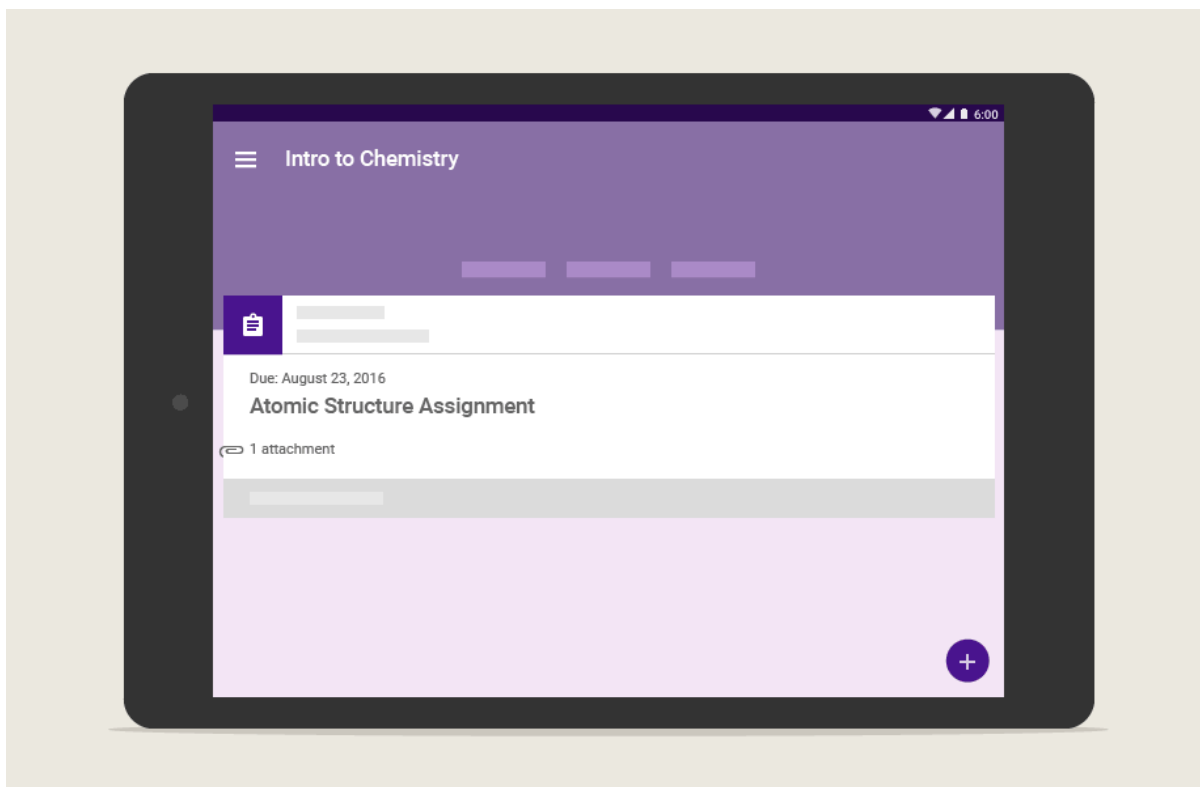 6:00
Intro to Chemistry
Due: August 23, 2016
Atomic Structure Assignment
1 attachment